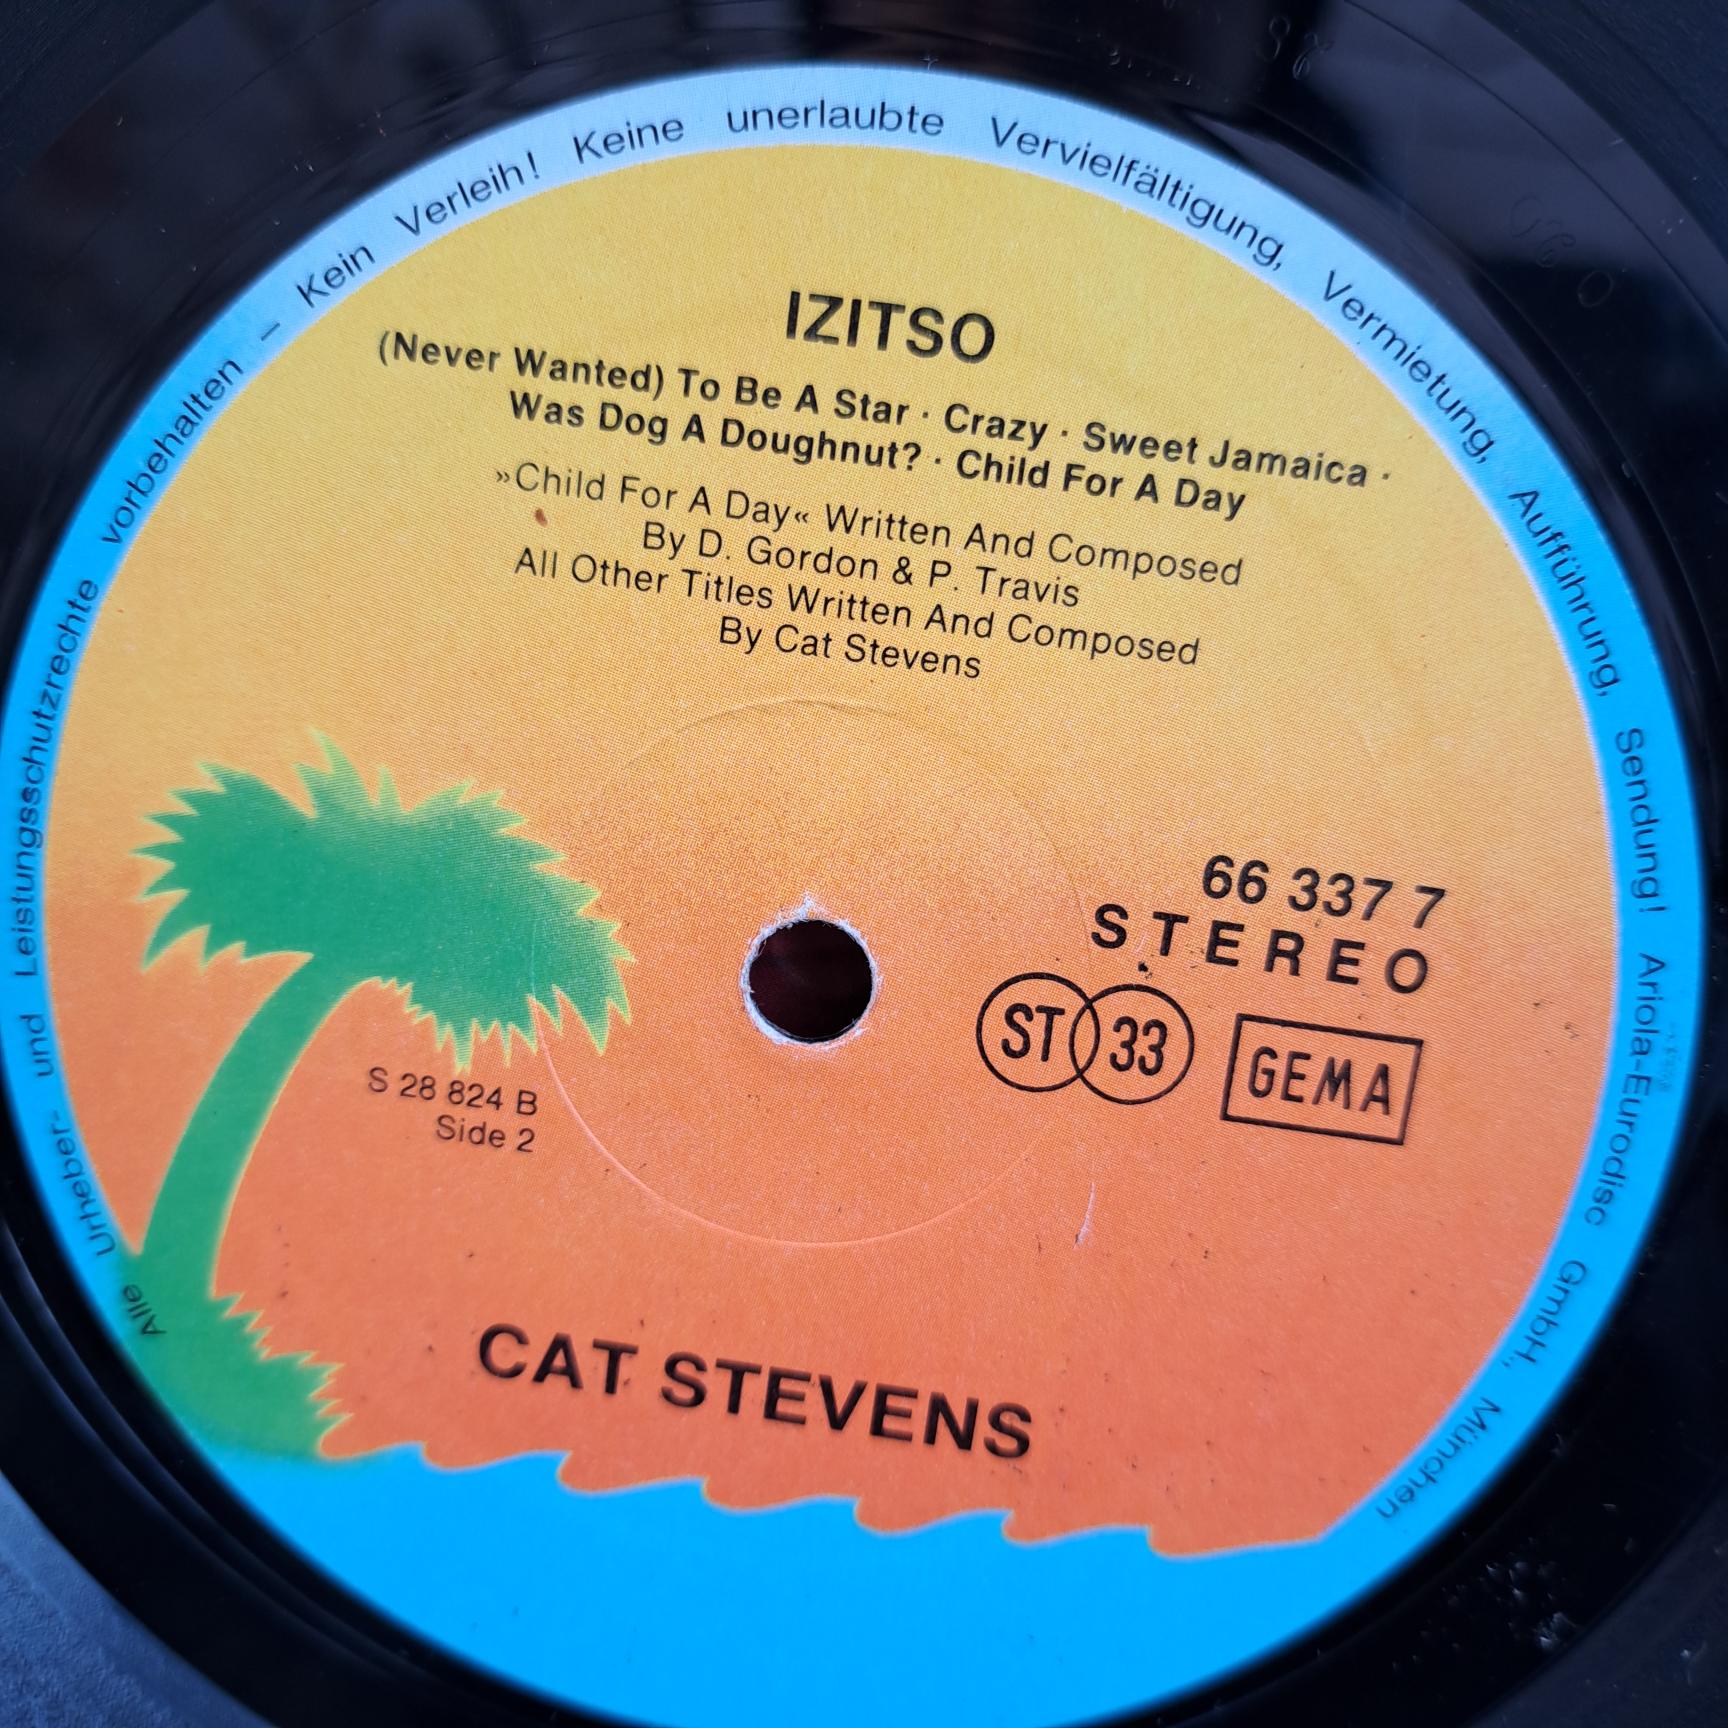 Alle Urheber- und Leistungsschutzrechte vorbehalten – Kein Verleih! Keine unerlaubte Vervielfältigung, Vermietung, Aufführung, Sendung! Ariola-Eurodisc GmbH., München
IZITSO
(Never Wanted) To Be A Star · Crazy · Sweet Jamaica ·
Was Dog A Doughnut? · Child For A Day
»Child For A Day« Written And Composed
By D. Gordon & P. Travis
All Other Titles Written And Composed
By Cat Stevens
66 337 7
STEREO
ST 33 GEMA
S 28 824 B
Side 2
CAT STEVENS